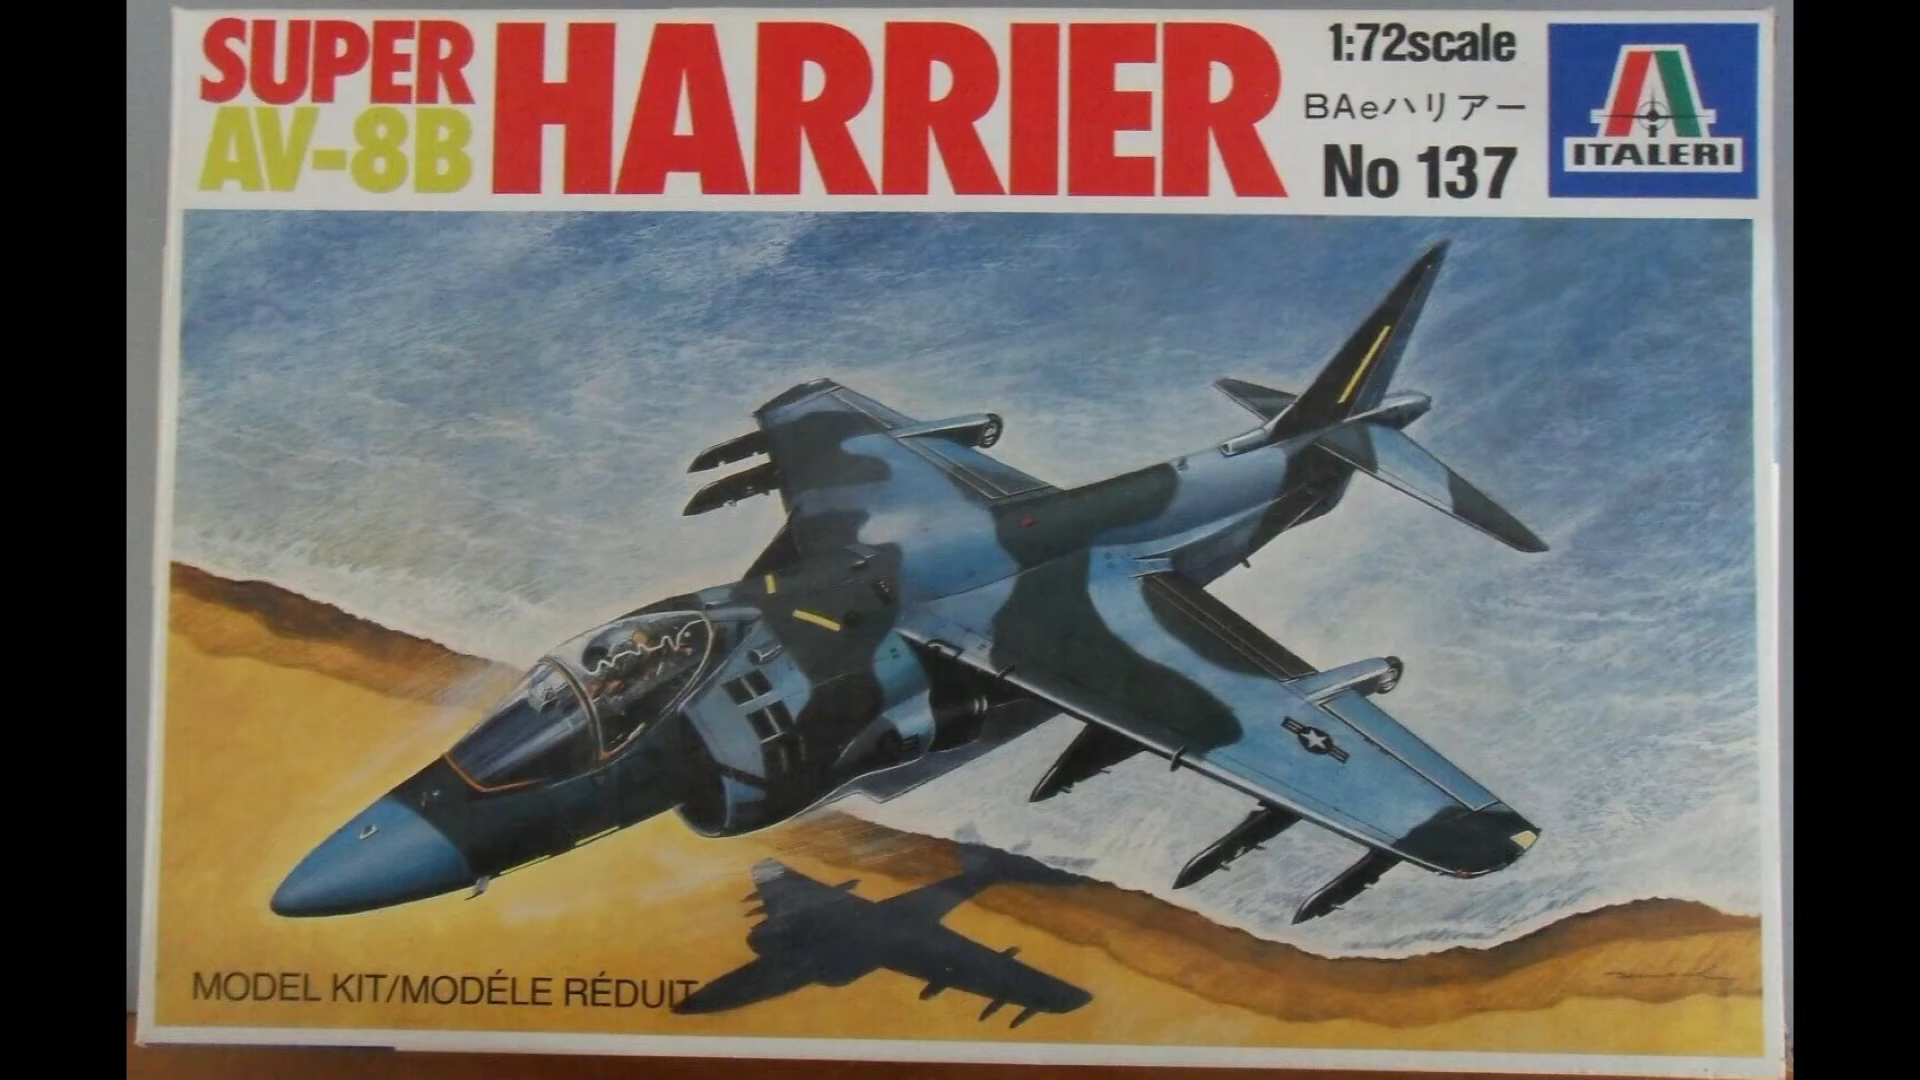 SUPER
AV-8B
HARRIER
1:72scale
BAeハリアー
No 137
ITALERI
MODEL KIT/MODÉLE RÉDUIT